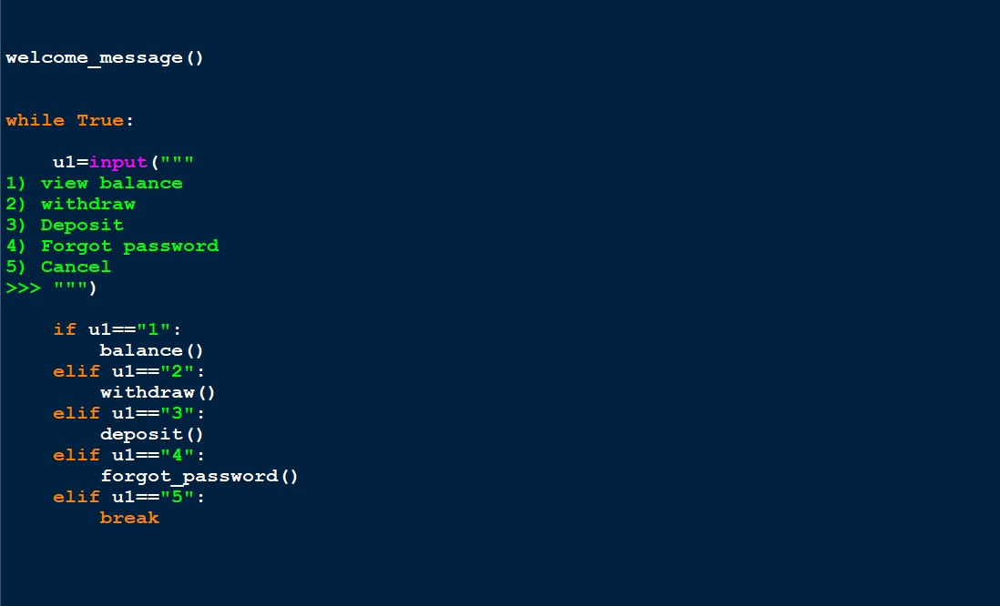 welcome_message()
while True:
    u1=input("""
1) view balance
2) withdraw
3) Deposit
4) Forgot password
5) Cancel
>>> """)
    if u1=="1":
        balance()
    elif u1=="2":
        withdraw()
    elif u1=="3":
        deposit()
    elif u1=="4":
        forgot_password()
    elif u1=="5":
        break